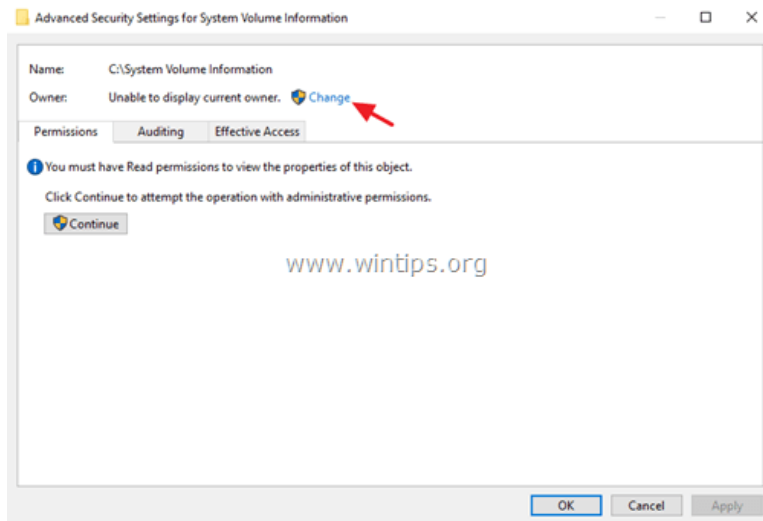 Advanced Security Settings for System Volume Information
Name: C:\System Volume Information
Owner: Unable to display current owner. Change
Permissions Auditing Effective Access
You must have Read permissions to view the properties of this object.
Click Continue to attempt the operation with administrative permissions.
Continue
www.wintips.org
OK Cancel Apply